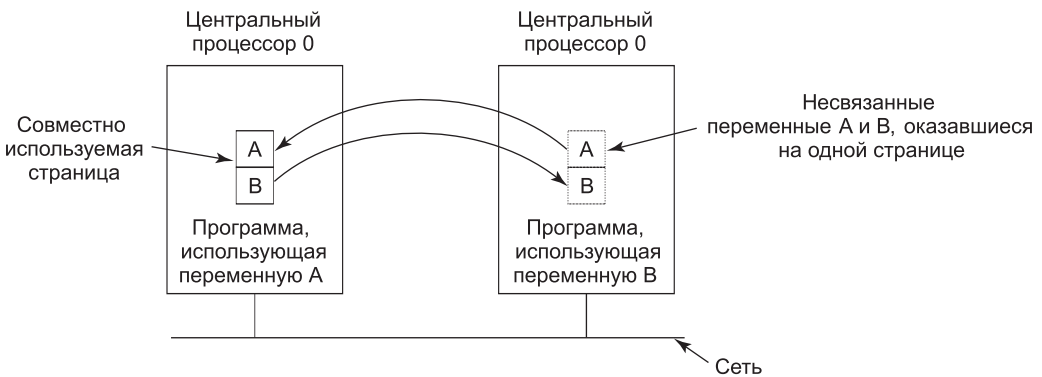 Центральный
процессор 0
Центральный
процессор 0
Совместно
используемая
страница
A
B
A
B
Несвязанные
переменные A и B, оказавшиеся
на одной странице
Программа,
использующая
переменную A
Программа,
использующая
переменную B
Сеть